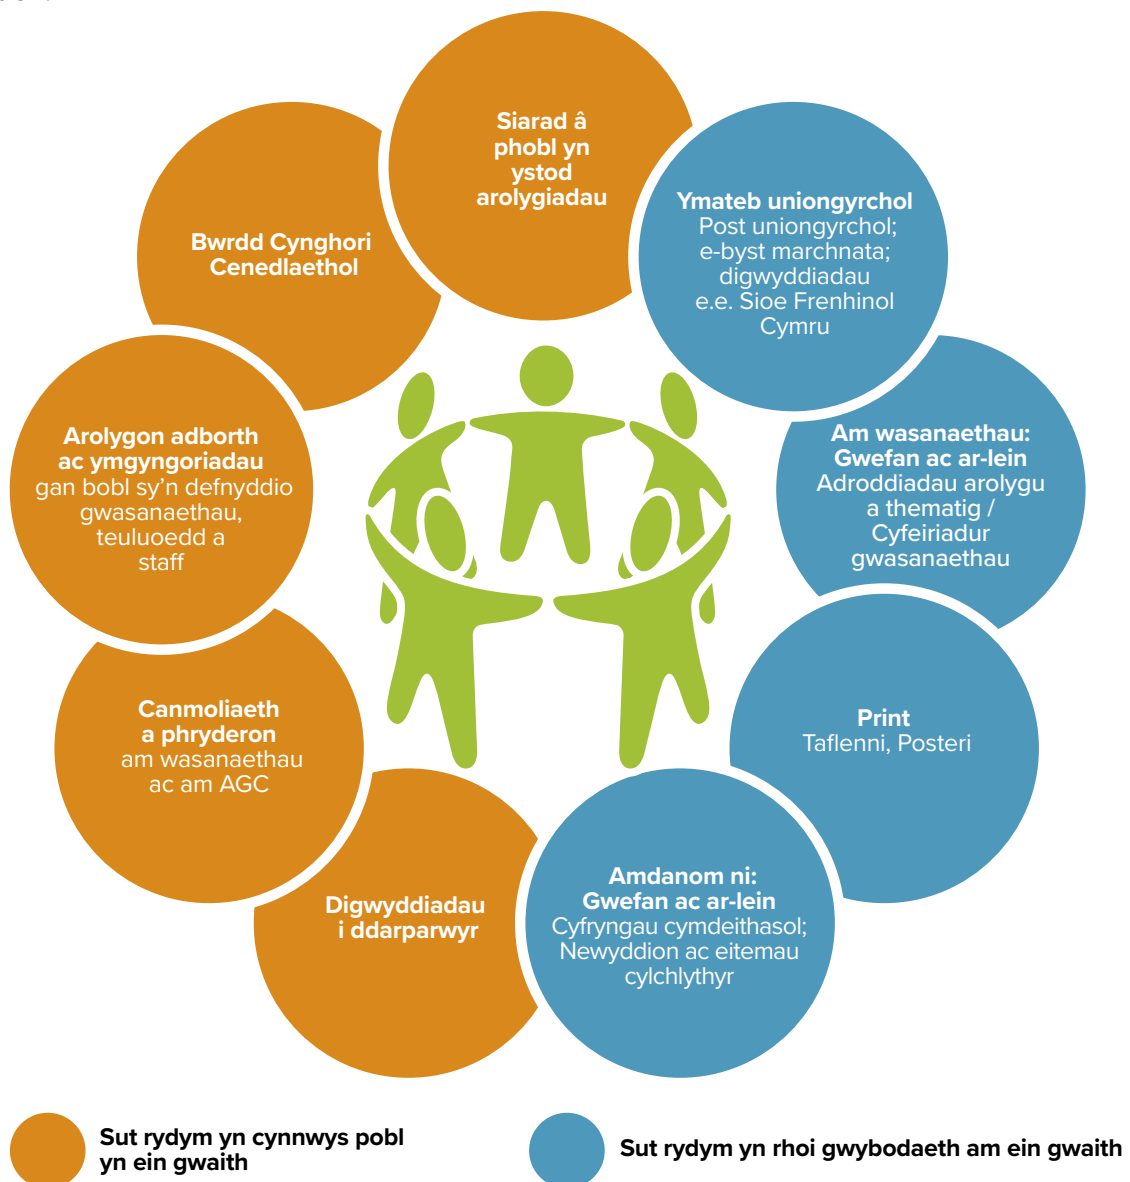 Siarad â
phobl yn
ystod
arolygiadau
Ymateb uniongyrchol
Post uniongyrchol;
e-byst marchnata;
digwyddiadau
e.e. Sioe Frenhinol
Cymru
Bwrdd Cynghori
Cenedlaethol
Am wasanaethau:
Gwefan ac ar-lein
Adroddiadau arolygu
a thematig /
Cyfeiriadur
gwasanaethau
Arolygon adborth
ac ymgyngoriadau
gan bobl sy’n defnyddio
gwasanaethau,
teuluoedd a
staff
Print
Taflenni, Posteri
Canmoliaeth
a phryderon
am wasanaethau
ac am AGC
Amdanom ni:
Gwefan ac ar-lein
Cyfryngau cymdeithasol;
Newyddion ac eitemau
cylchlythyr
Digwyddiadau
i ddarparwyr
Sut rydym yn cynnwys pobl
yn ein gwaith
Sut rydym yn rhoi gwybodaeth am ein gwaith